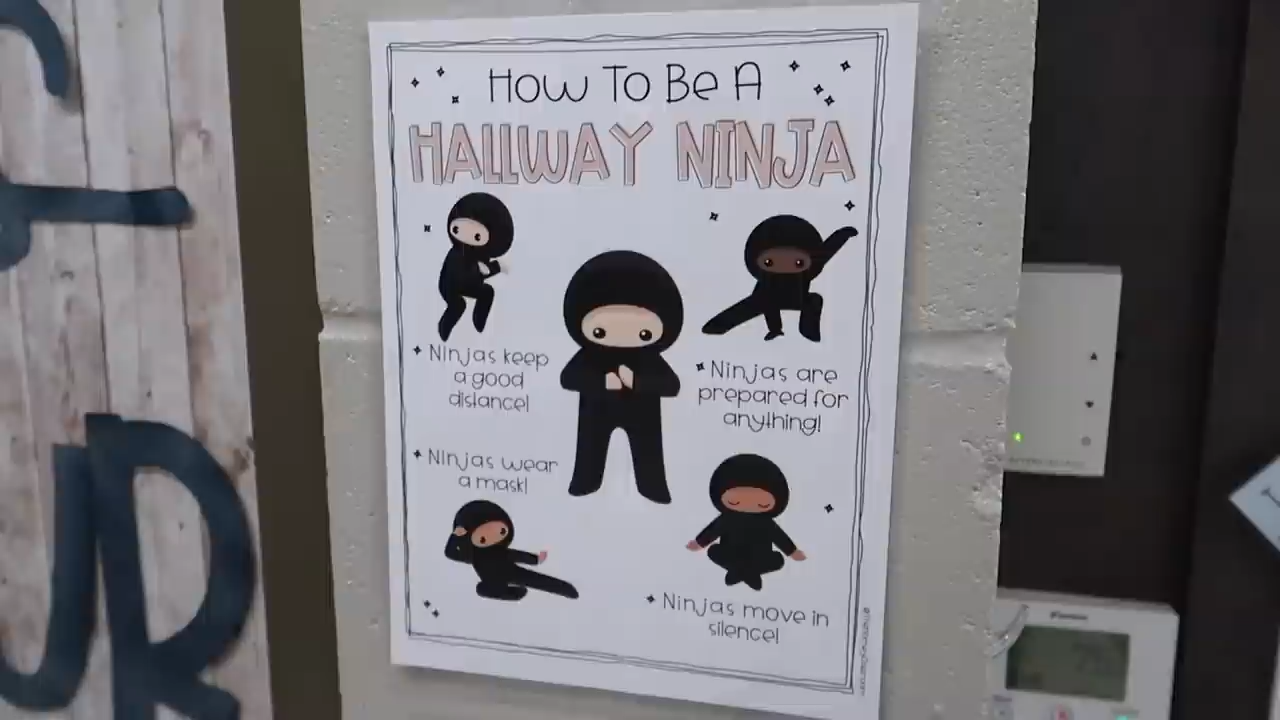 How To Be A
HALLWAY NINJA
Ninjas keep
a good
distance!
Ninjas are
prepared for
anything!
Ninjas wear
a mask!
Ninjas move in
silence!
UR